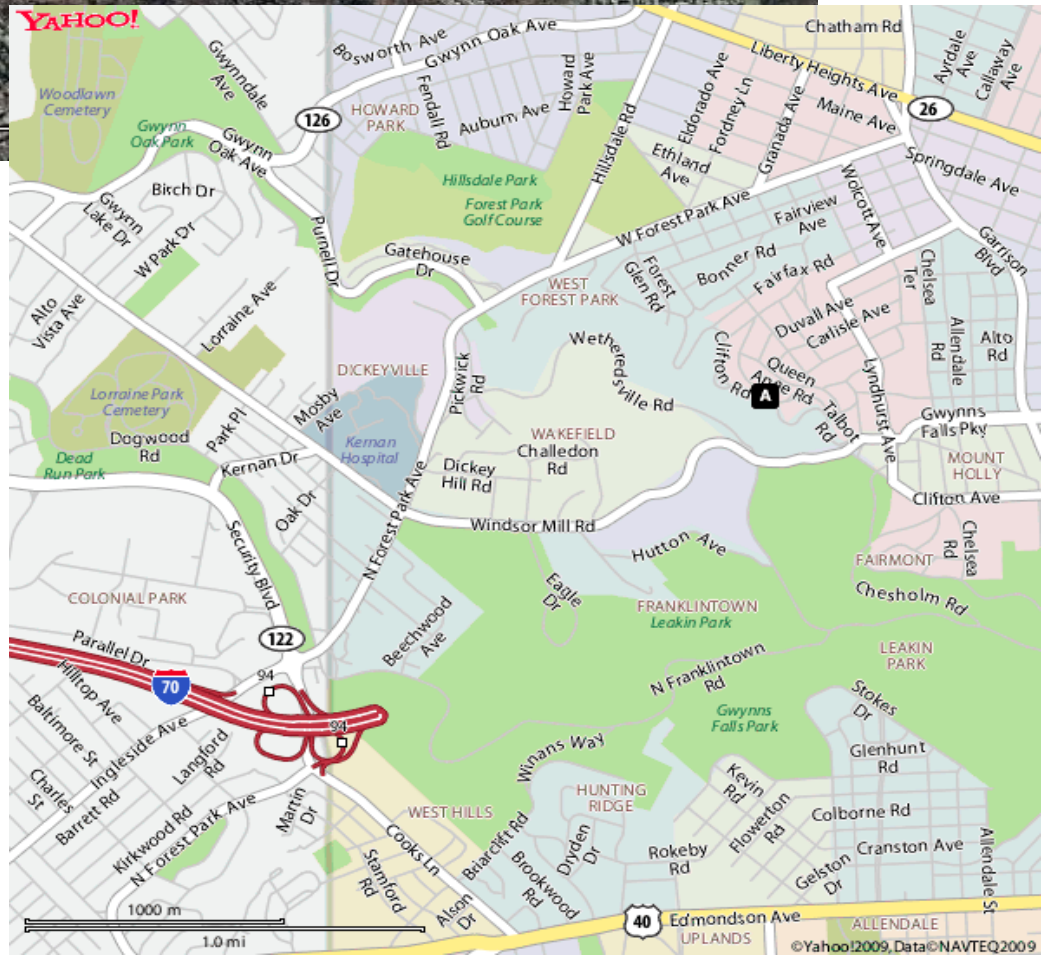 YAHOO!
Bosworth Ave
Gwynn Oak Ave
Chatham Rd
Liberty Heights Ave
Ayrdale
Ave
Callaway
Ave
Gwynndale
Ave
Woodlawn
Cemetery
126
HOWARD
PARK
Fendall Rd
Auburn Ave
Howard
Park Ave
Hillsdale Rd
Eldorado Ave
Fordney Ln
Granada Ave
Maine Ave
26
Gwynn
Oak Park
Gwynn
Oak Ave
Ethland
Ave
Springdale Ave
Birch Dr
Hillsdale Park
Forest Park
Golf Course
Wolcott Ave
Gwynn
Lake Dr
W Park Dr
Purnell Dr
W Forest Park Ave
Fairview
Ave
Garrison
Blvd
Gatehouse
Dr
Bonner Rd
Forest
Glen Rd
Fairfax Rd
Chelsea
Ter
WEST
FOREST PARK
Alto
Vista Ave
Lorraine Ave
Duvall Ave
Carlisle Ave
Allendale
Rd
Alto
Rd
Wetheredsville Rd
Clifton Rd
Queen
Anne Rd
A
Lyndhurst Ave
DICKEYVILLE
Pickwick
Rd
Lorraine Park
Cemetery
Mosby
Ave
Park Pl
Talbot
Rd
Gwynns
Falls Pky
Dogwood
Rd
Kernan
Hospital
WAKEFIELD
Challedon
Rd
Dead
Run Park
Kernan Dr
Dickey
Hill Rd
MOUNT
HOLLY
Oak Dr
N Forest Park Ave
Clifton Ave
Windsor Mill Rd
Security Blvd
Hutton Ave
Chelsea
Rd
FAIRMONT
COLONIAL PARK
Eagle
Dr
Chesholm Rd
FRANKLINTOWN
Leakin Park
Beechwood
Ave
Parallel Dr
122
LEAKIN
PARK
N Franklintown
Rd
94
70
Hilltop Ave
Stokes
Dr
Gwynns
Falls Park
Baltimore St
Ingleside Ave
94
Langford
Rd
Winans Way
Glenhunt
Rd
Charles
St
Barrett Rd
Kevin
Rd
HUNTING
RIDGE
Flowerton
Rd
Colborne Rd
Kirkwood Rd
N Forest Park Ave
Martin
Dr
WEST HILLS
Cooks Ln
Briarclift Rd
Dryden
Dr
Rokeby
Rd
Cranston Ave
Allendale St
Stamford
Rd
Brookwood
Rd
Gelston
Dr
Alson
Dr
1000 m
1.0 mi
40
Edmondson Ave
UPLANDS
ALLENDALE
©Yahoo!2009, Data©NAVTEQ2009